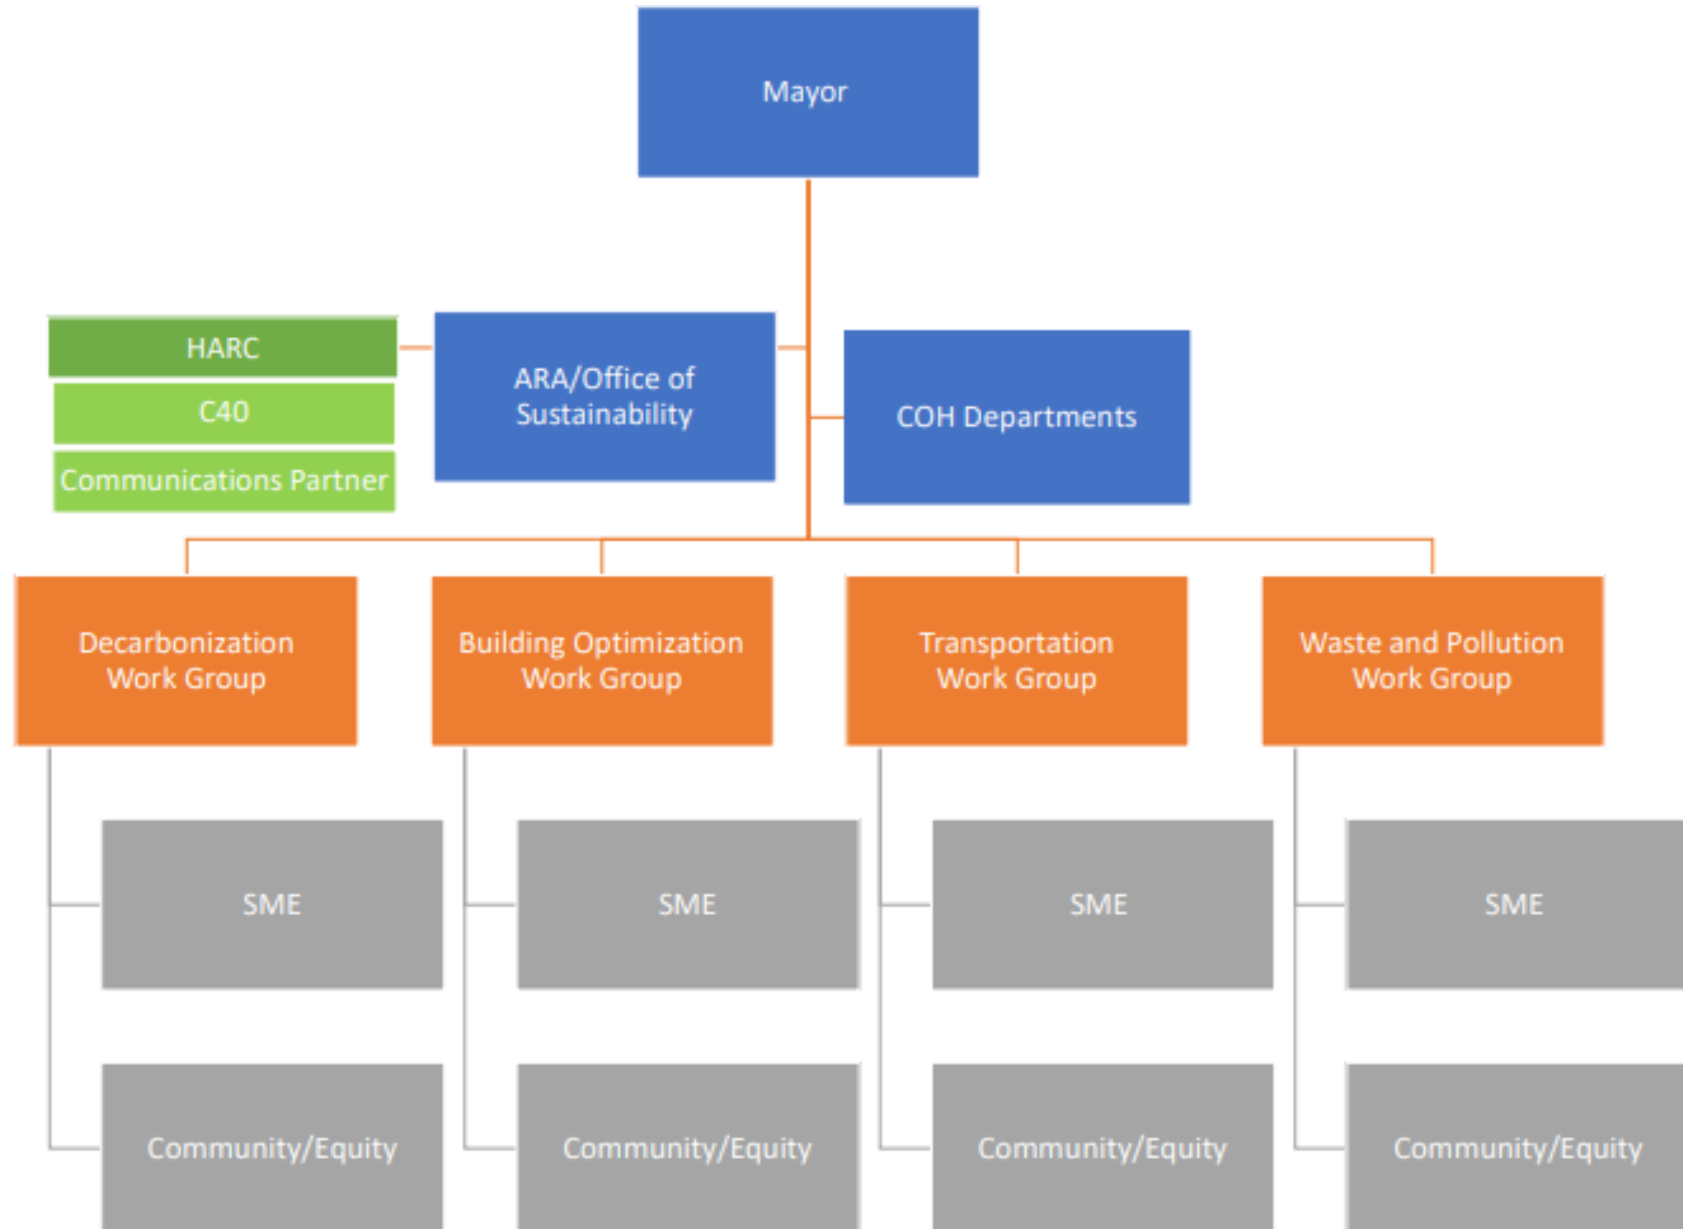 Mayor
HARC
C40
Communications Partner
ARA/Office of
Sustainability
COH Departments
Decarbonization
Work Group
Building Optimization
Work Group
Transportation
Work Group
Waste and Pollution
Work Group
SME
SME
SME
SME
Community/Equity
Community/Equity
Community/Equity
Community/Equity